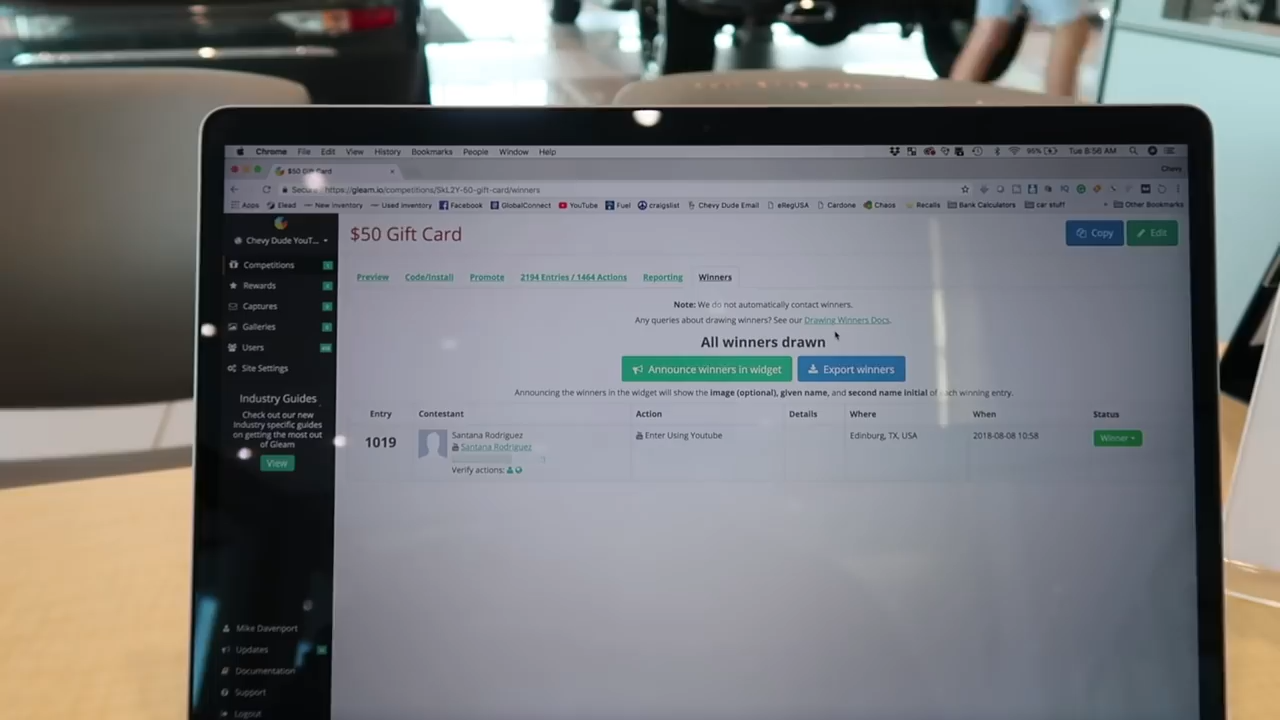 Chrome File Edit View History Bookmarks People Window Help 96% Tue 8:56 AM
$50 Gift Card Chevy
Secure https://gleam.io/competitions/SkL2Y-50-gift-card/winners
Apps Elead New Inventory Used Inventory Facebook GlobalConnect YouTube Fuel craigslist Chevy Dude Email eRegUSA Cardone Chaos Recalls Bank Calculators car stuff Other Bookmarks
Chevy Dude YouT...
Competitions
Rewards
Captures
Galleries
Users
Site Settings
Industry Guides
Check out our new
Industry specific guides
on getting the most out
of Gleam
View
Mike Davenport
Updates
Documentation
Support
Logout
$50 Gift Card
Copy Edit
Preview Code/Install Promote 2194 Entries / 1464 Actions Reporting Winners
Note: We do not automatically contact winners.
Any queries about drawing winners? See our Drawing Winners Docs.
All winners drawn
Announce winners in widget Export winners
Announcing the winners in the widget will show the image (optional), given name, and second name initial of each winning entry.
Entry Contestant Action Details Where When Status
1019 Santana Rodriguez Enter Using Youtube Edinburg, TX, USA 2018-08-08 10:58 Winner
Santana Rodriguez
Verify actions: